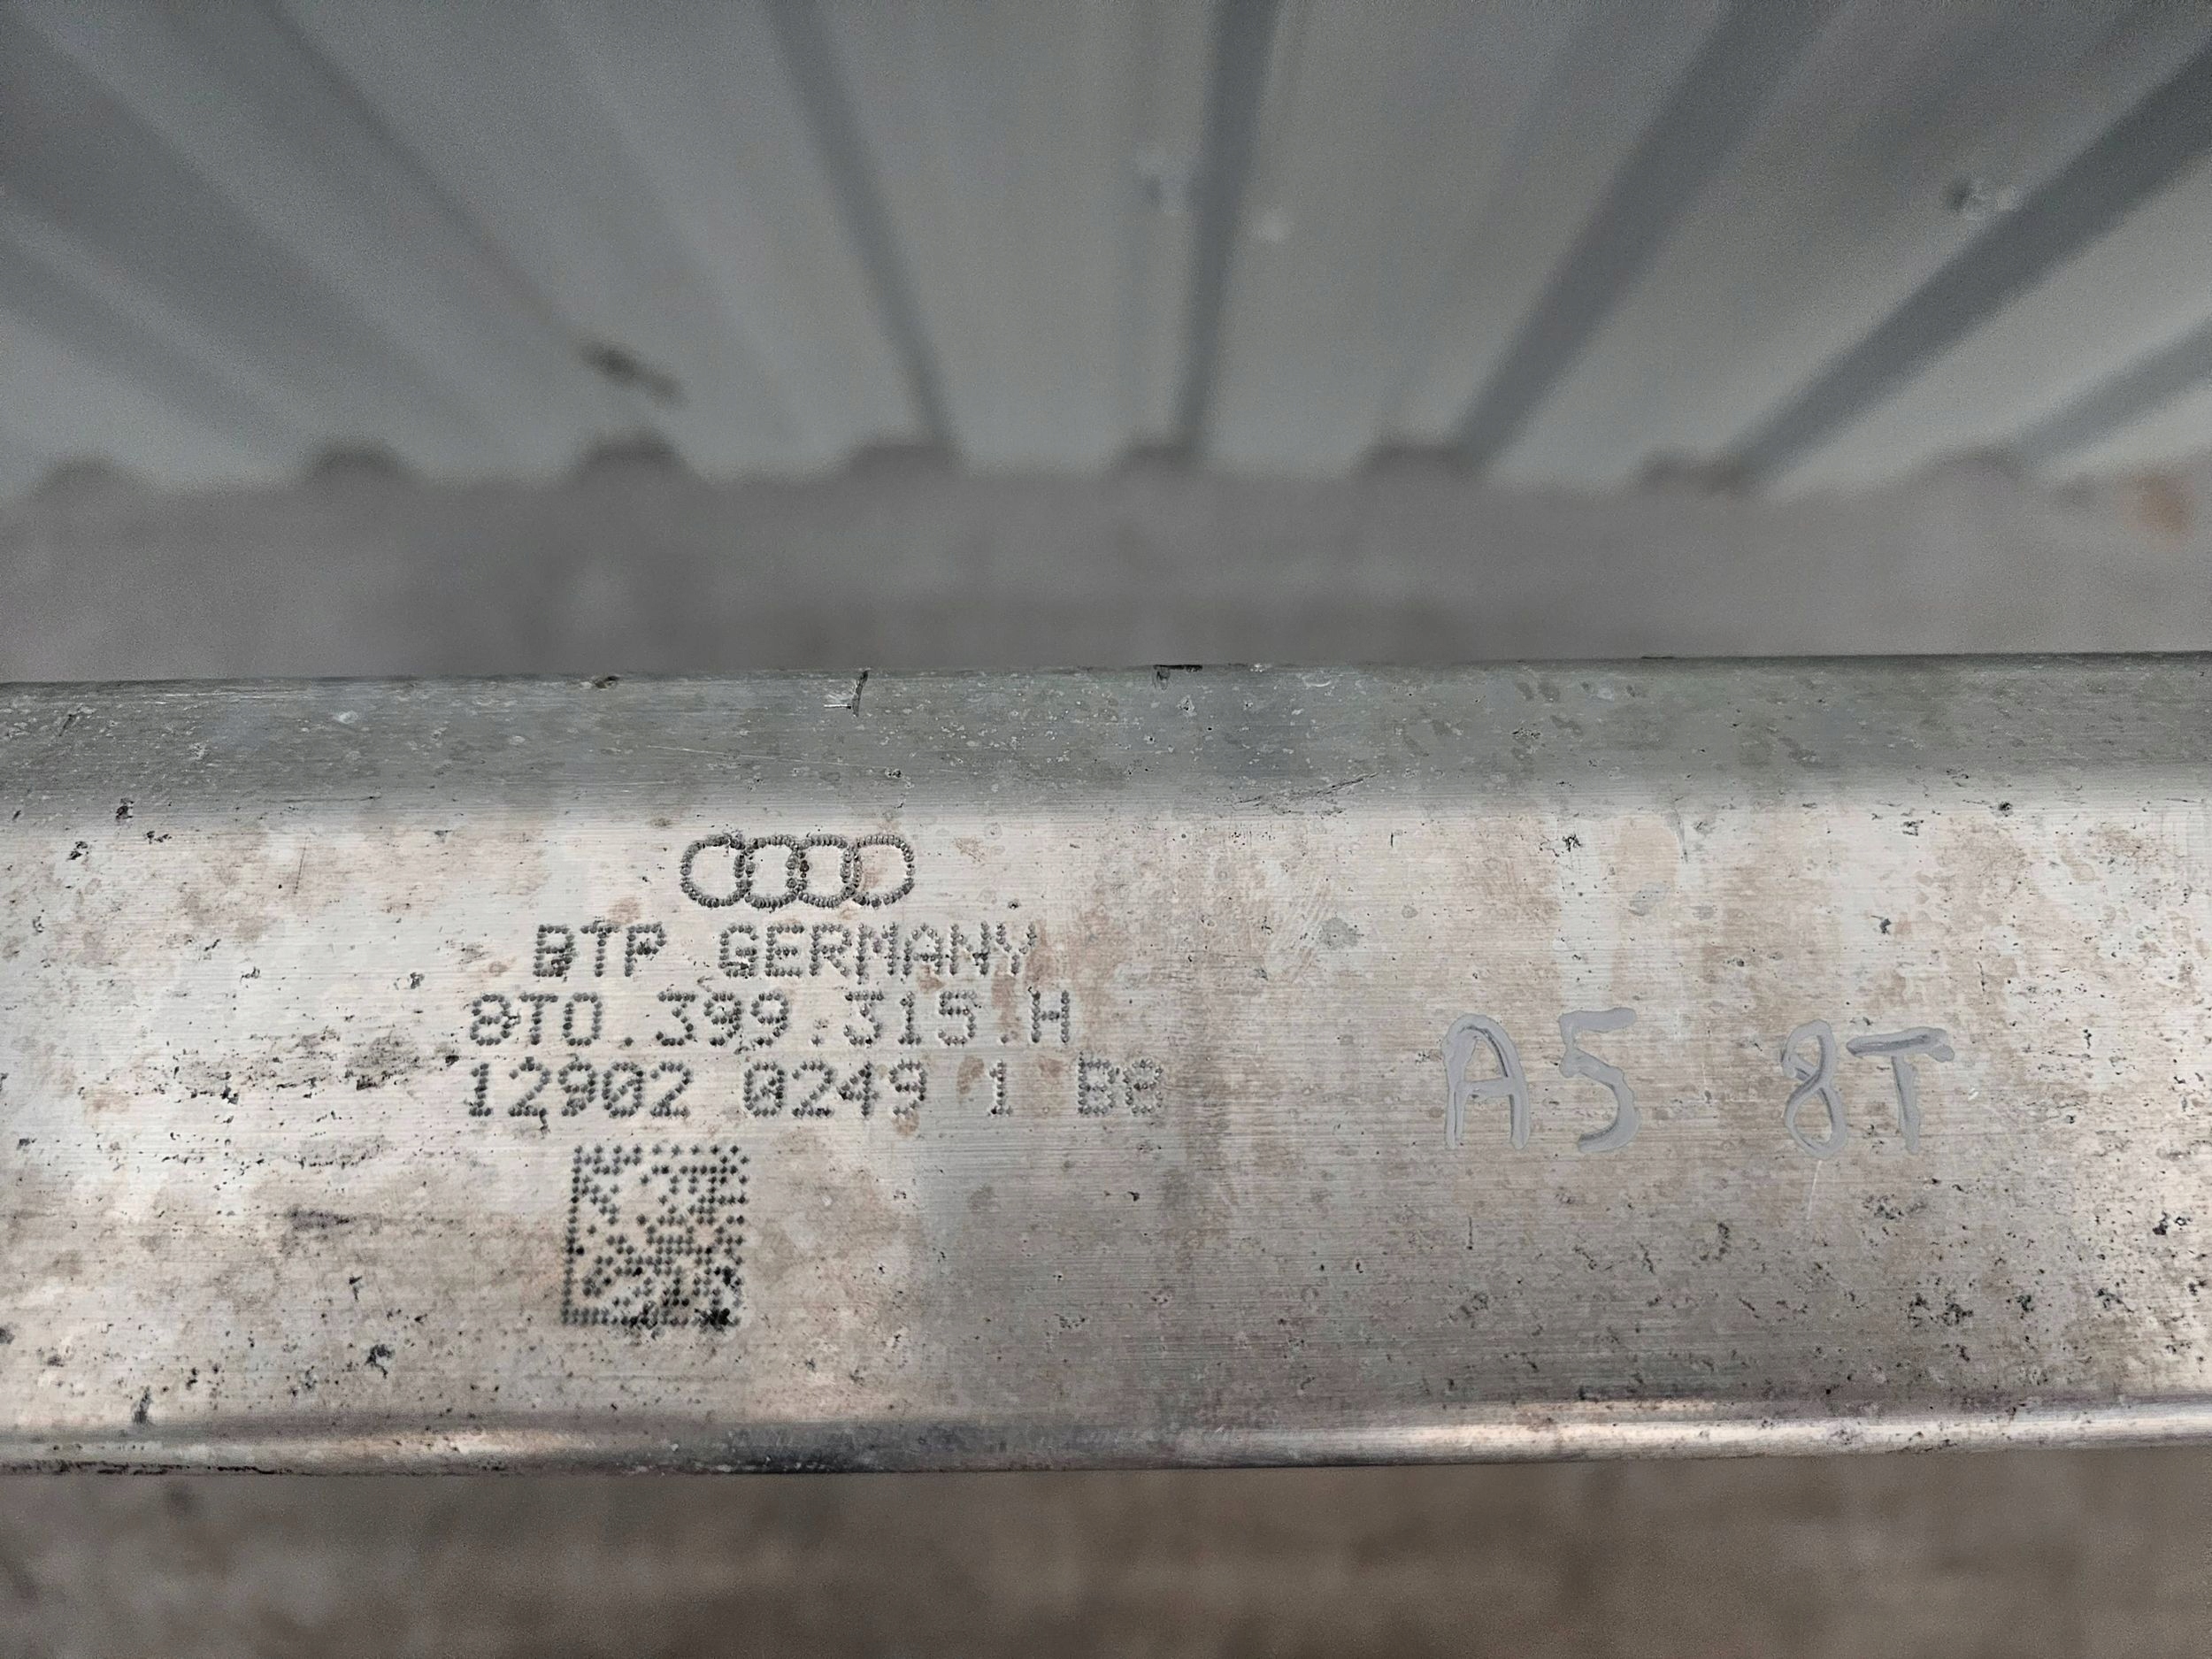 BTP GERMANY
8T0.399.315.H
12902 0249 1 B8
A5 8T